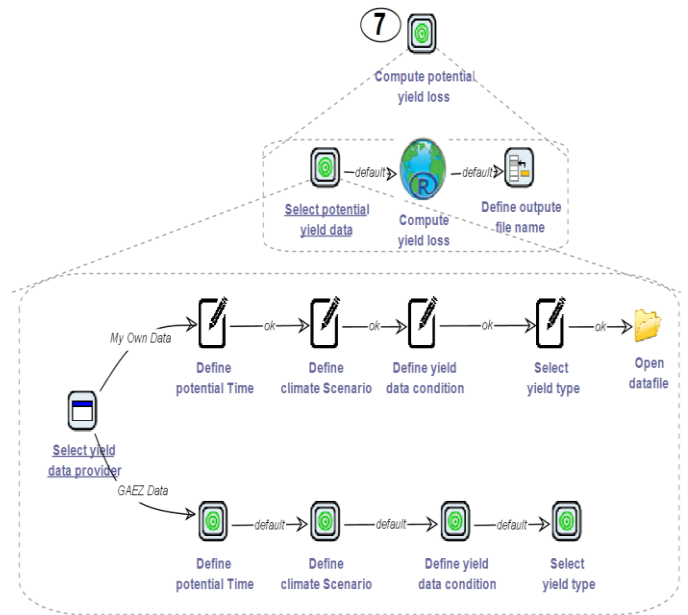 7
Compute potential
yield loss
default
default
Select potential
yield data
Compute
yield loss
Define outpute
file name
My Own Data
ok
ok
ok
ok
Define
potential Time
Define
climate Scenario
Define yield
data condition
Select
yield type
Open
datafile
Select yield
data provider
GAEZ Data
default
default
default
Define
potential Time
Define
climate Scenario
Define yield
data condition
Select
yield type
R